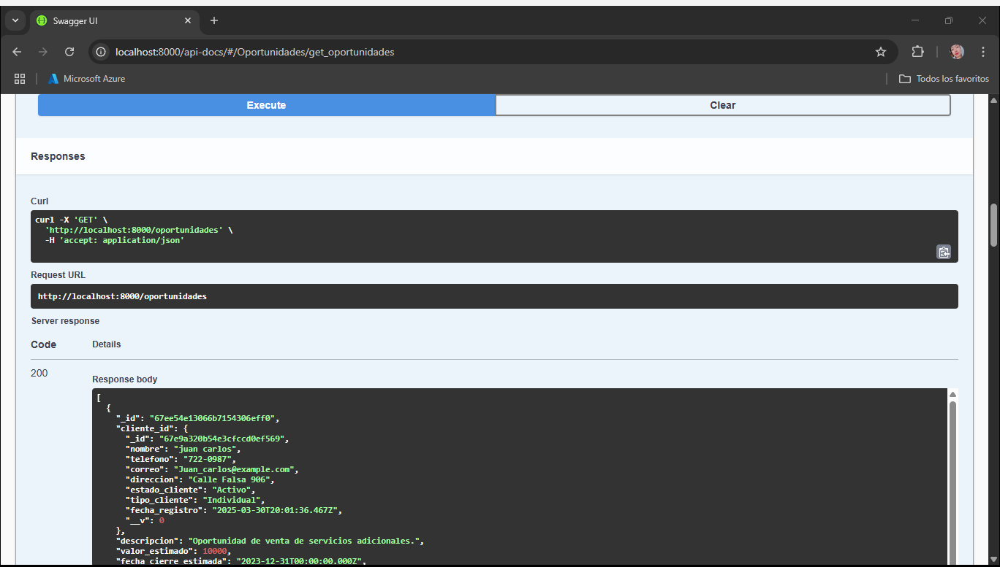 Swagger UI
localhost:8000/api-docs/#/Oportunidades/get_oportunidades
Microsoft Azure
Todos los favoritos
Execute
Clear
Responses
Curl
curl -X 'GET' \
  'http://localhost:8000/oportunidades' \
  -H 'accept: application/json'
Request URL
http://localhost:8000/oportunidades
Server response
Code
Details
200
Response body
[
  {
    "_id": "67ee54e13066b7154306eff0",
    "cliente_id": {
      "_id": "67e9a320b54e3cfccd0ef569",
      "nombre": "juan carlos",
      "telefono": "722-0987",
      "correo": "Juan_carlos@example.com",
      "direccion": "Calle Falsa 906",
      "estado_cliente": "Activo",
      "tipo_cliente": "Individual",
      "fecha_registro": "2025-03-30T20:01:36.467Z",
      "__v": 0
    },
    "descripcion": "Oportunidad de venta de servicios adicionales.",
    "valor_estimado": 10000,
    "fecha_cierre_estimada": "2023-12-31T00:00:00.000Z",